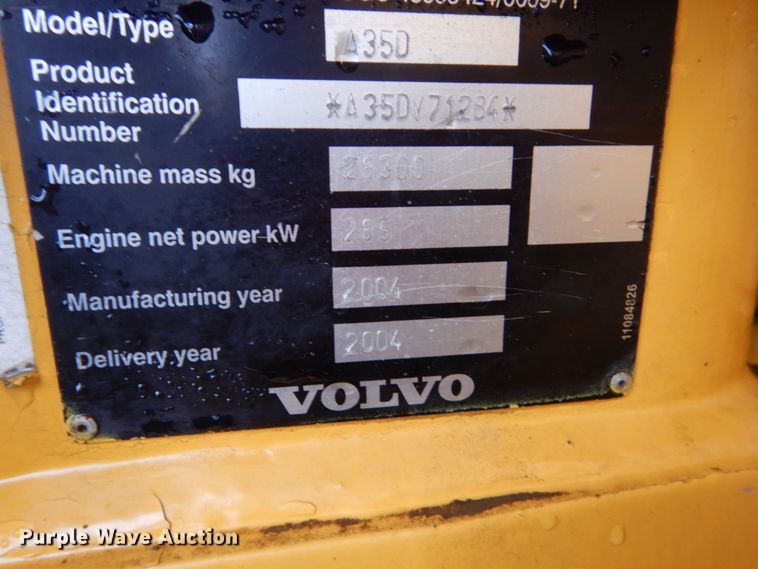 Model/Type A35D
Product
Identification *A35DV71284*
Number
Machine mass kg 28300
Engine net power kW 285
Manufacturing year 2004
Delivery year 2004
11084826
VOLVO
Purple Wave Auction